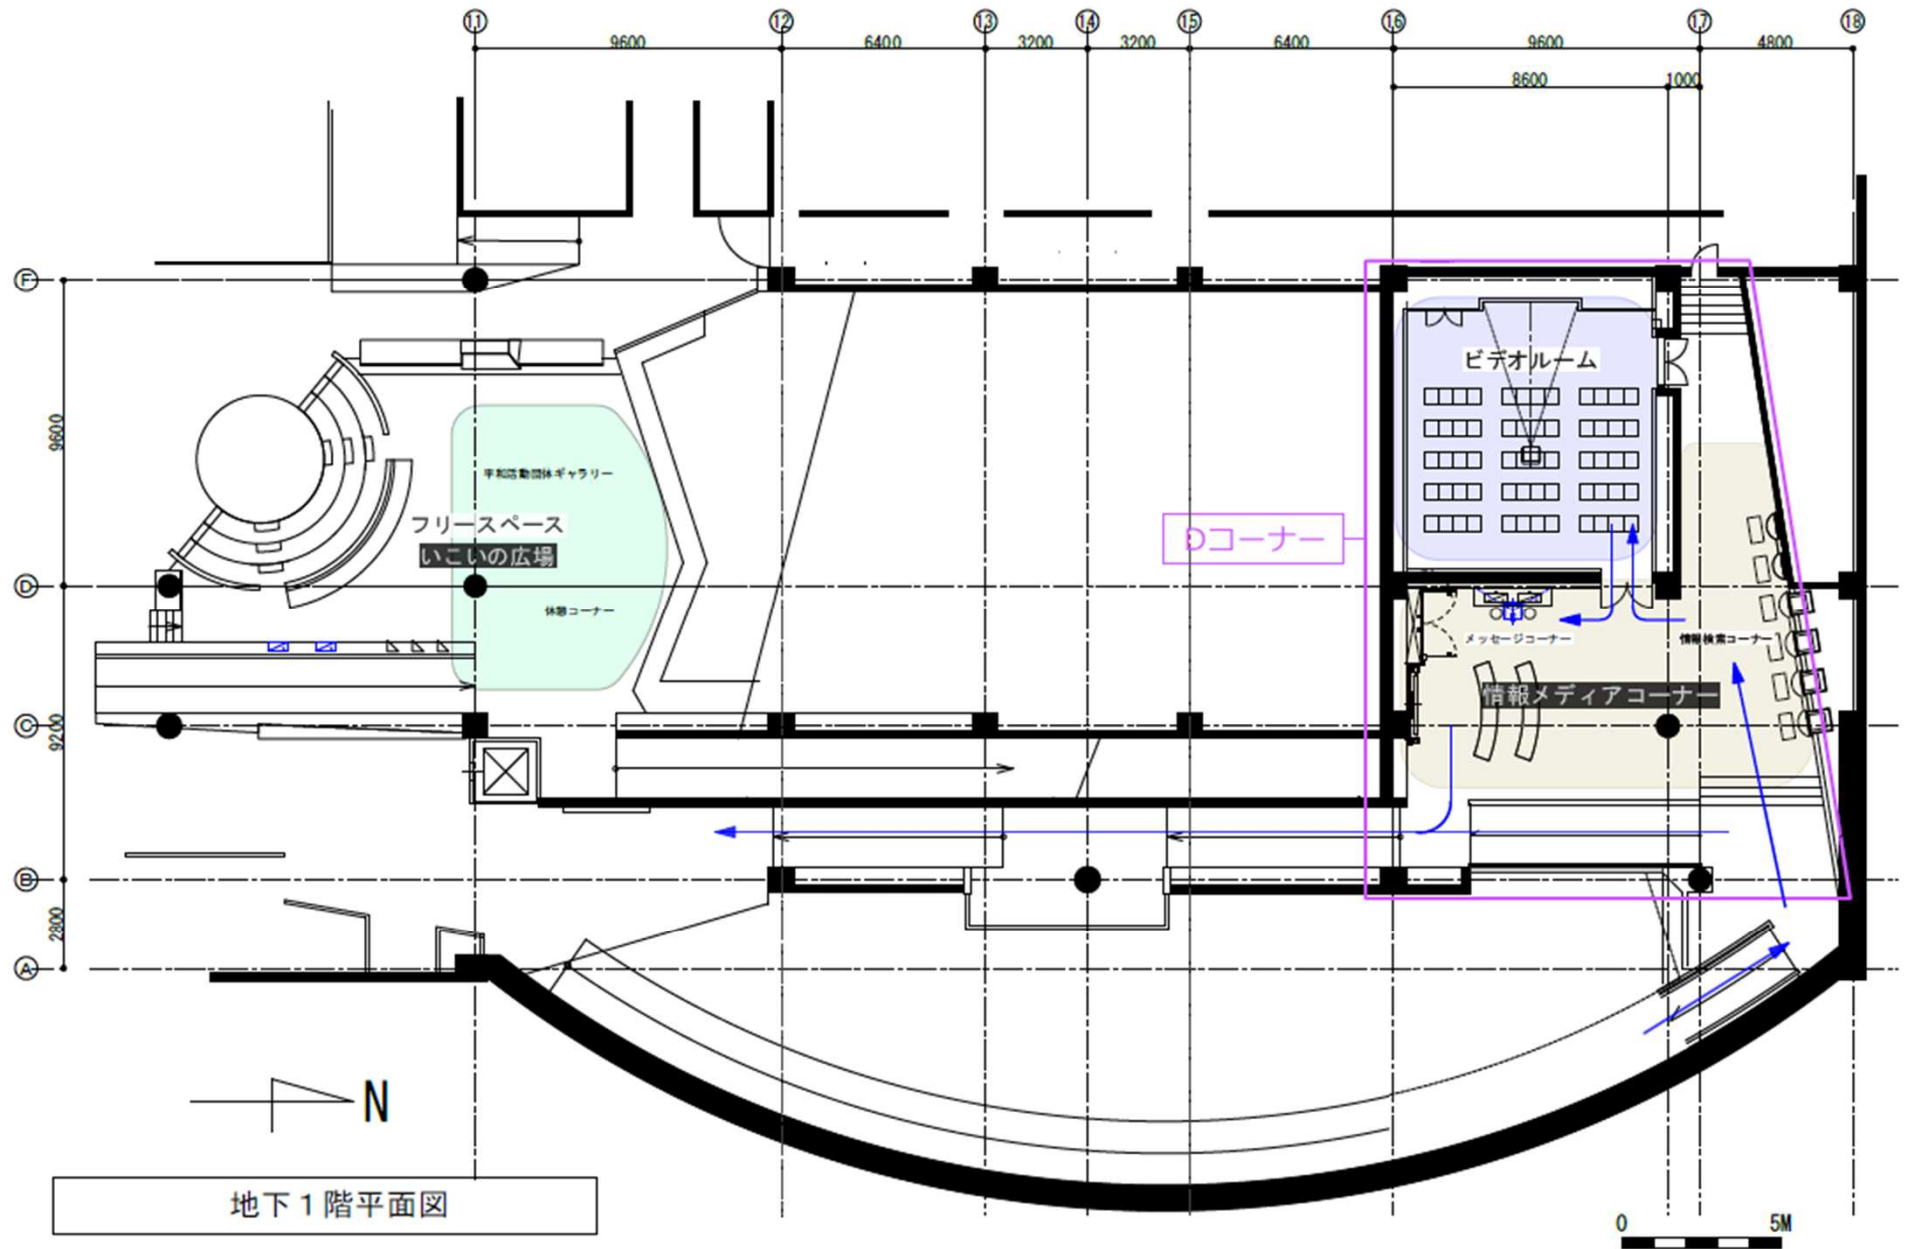 11
12
13
14
15
16
17
18
9600
6400
3200
3200
6400
9600
4800
8600
1000
F
D
C
B
A
9600
9200
2800
ビデオルーム
平和活動団体ギャラリー
フリースペース
いこいの広場
休憩コーナー
Dコーナー
メッセージコーナー
情報検索コーナー
情報メディアコーナー
N
地下1階平面図
0
5M